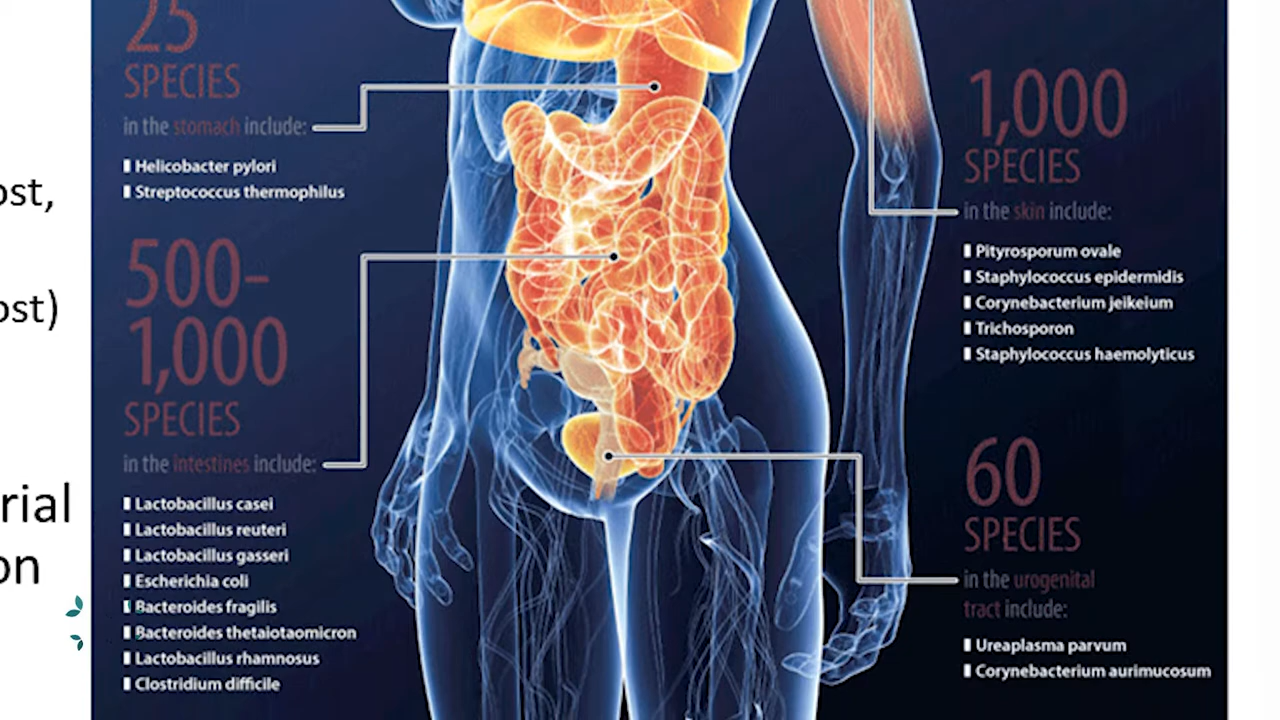 ost,
ost)
rial
on
25
SPECIES
in the stomach include:
Helicobacter pylori
Streptococcus thermophilus
500–
1,000
SPECIES
in the intestines include:
Lactobacillus casei
Lactobacillus reuteri
Lactobacillus gasseri
Escherichia coli
Bacteroides fragilis
Bacteroides thetaiotaomicron
Lactobacillus rhamnosus
Clostridium difficile
1,000
SPECIES
in the skin include:
Pityrosporum ovale
Staphylococcus epidermidis
Corynebacterium jeikeium
Trichosporon
Staphylococcus haemolyticus
60
SPECIES
in the urogenital
tract include:
Ureaplasma parvum
Corynebacterium aurimucosum